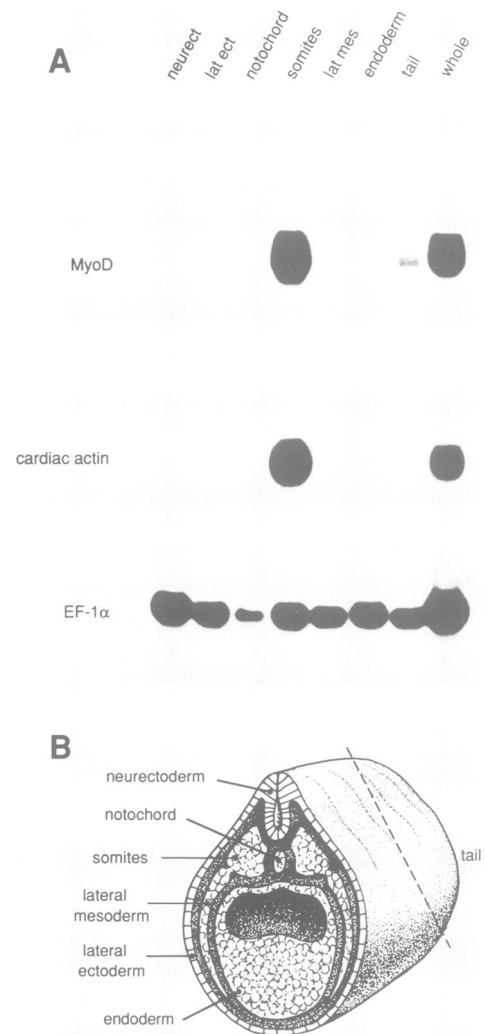 A
neurect
lat ect
notochord
somites
lat mes
endoderm
tail
whole
MyoD
cardiac actin
EF-1α
B
neurectoderm
notochord
somites
tail
lateral
mesoderm
lateral
ectoderm
endoderm